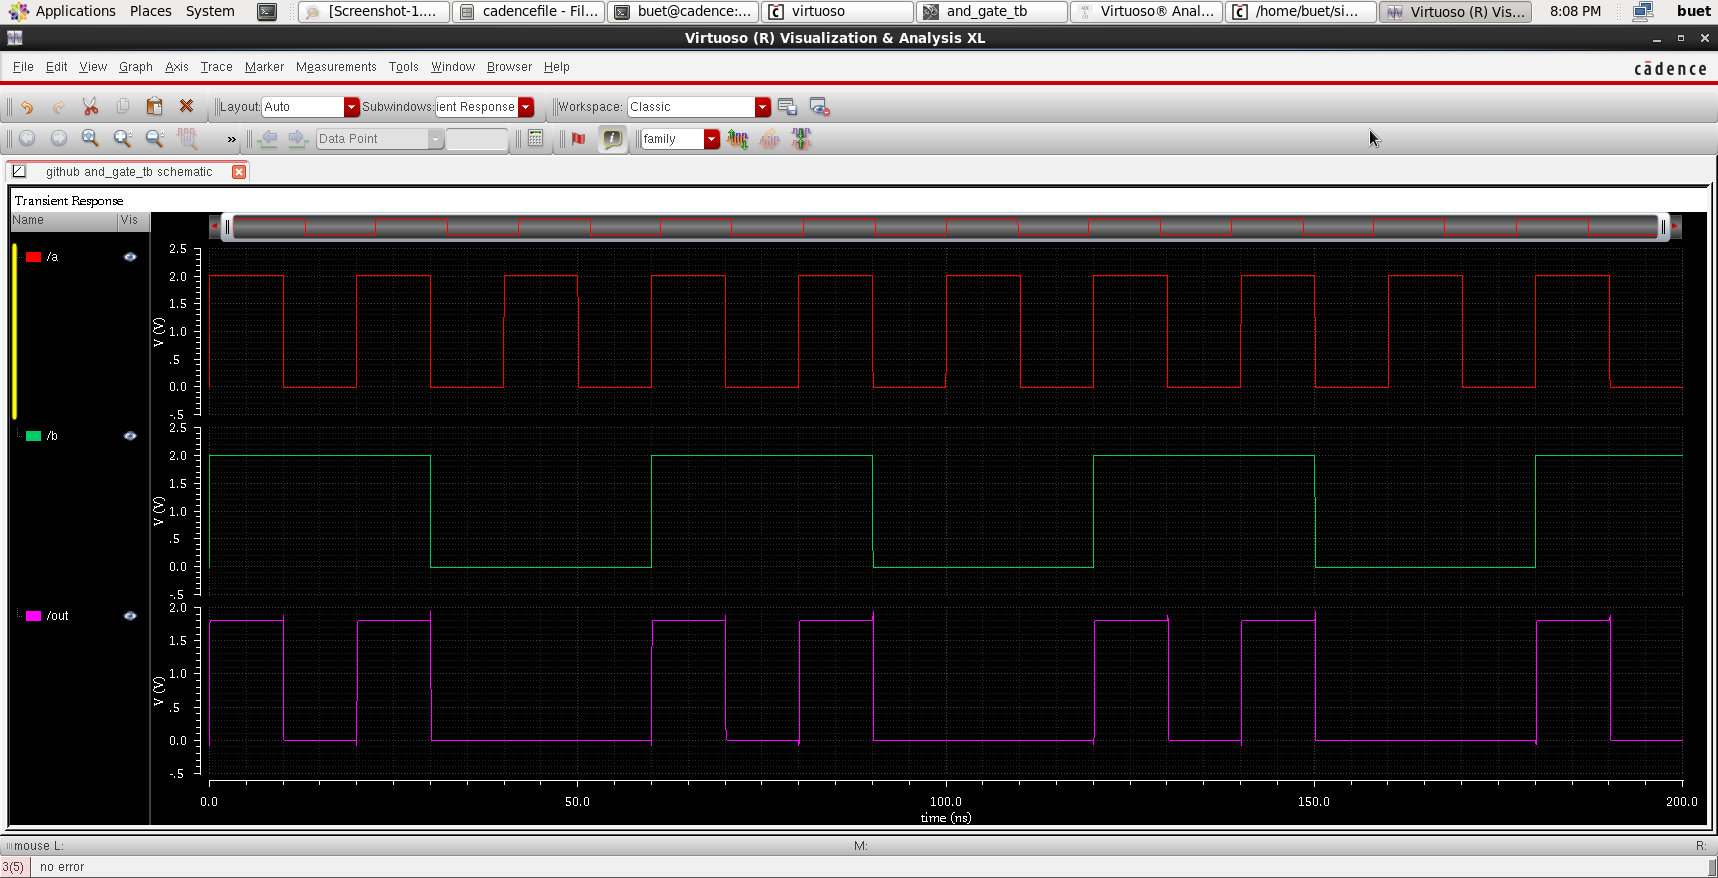 Applications Places System [Screenshot-1.... cadencefile - Fil... buet@cadence:... virtuoso and_gate_tb Virtuoso® Anal... /home/buet/si... Virtuoso (R) Vis... 8:08 PM buet
Virtuoso (R) Visualization & Analysis XL
File Edit View Graph Axis Trace Marker Measurements Tools Window Browser Help cādence
Layout: Auto Subwindows: ient Response Workspace: Classic
» Data Point family
github and_gate_tb schematic
Transient Response
Name Vis
/a
2.5
2.0
1.5
1.0
.5
0.0
-.5
V (V)
/b
2.5
2.0
1.5
1.0
.5
0.0
-.5
V (V)
/out
2.0
1.5
1.0
.5
0.0
-.5
V (V)
0.0 50.0 100.0 150.0 200.0
time (ns)
mouse L: M: R:
3(5) no error